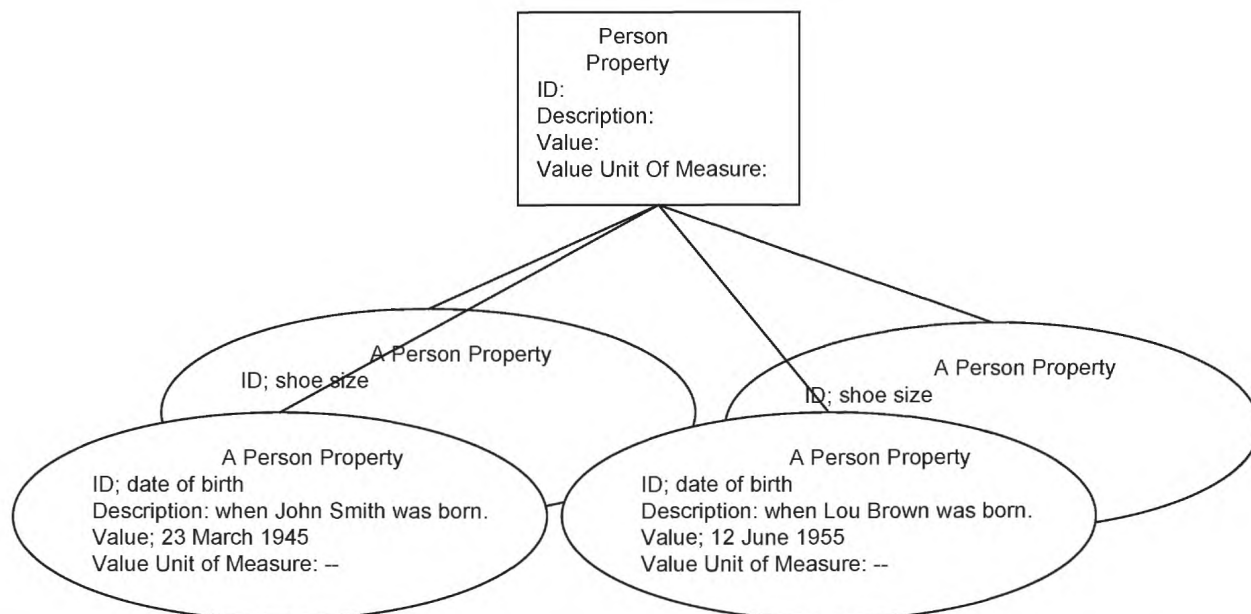 Person
Property
ID:
Description:
Value:
Value Unit Of Measure:
A Person Property
ID; shoe size
A Person Property
ID; shoe size
A Person Property
ID; date of birth
Description: when John Smith was born.
Value; 23 March 1945
Value Unit of Measure: --
A Person Property
ID; date of birth
Description: when Lou Brown was born.
Value; 12 June 1955
Value Unit of Measure: --